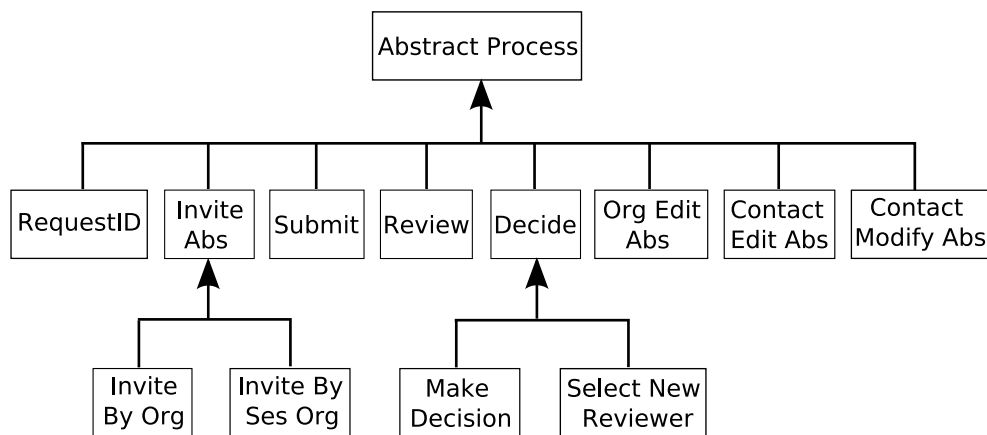 Abstract Process
RequestID
Invite
Abs
Submit
Review
Decide
Org Edit
Abs
Contact
Edit Abs
Contact
Modify Abs
Invite
By Org
Invite By
Ses Org
Make
Decision
Select New
Reviewer